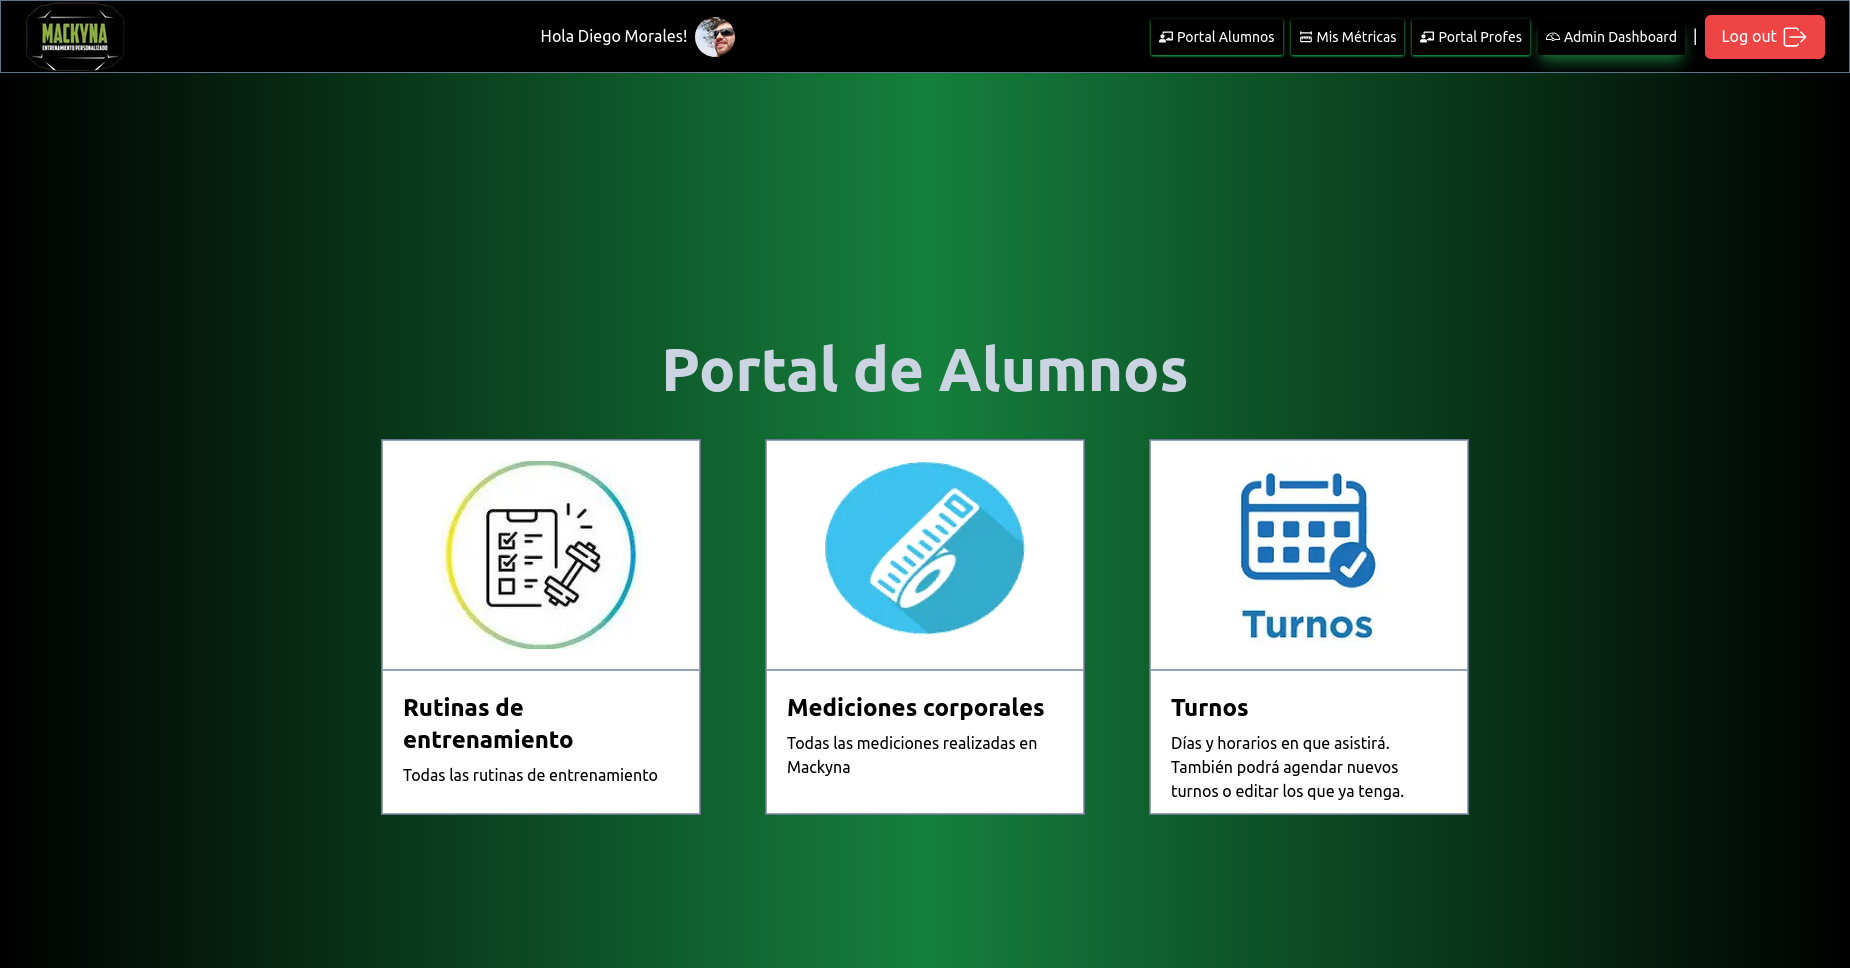 MACKYNA
ENTRENAMIENTO PERSONALIZADO
Hola Diego Morales!
Portal Alumnos
Mis Métricas
Portal Profes
Admin Dashboard
|
Log out
Portal de Alumnos
Turnos
Rutinas de
entrenamiento
Todas las rutinas de entrenamiento
Mediciones corporales
Todas las mediciones realizadas en
Mackyna
Turnos
Días y horarios en que asistirá.
También podrá agendar nuevos
turnos o editar los que ya tenga.